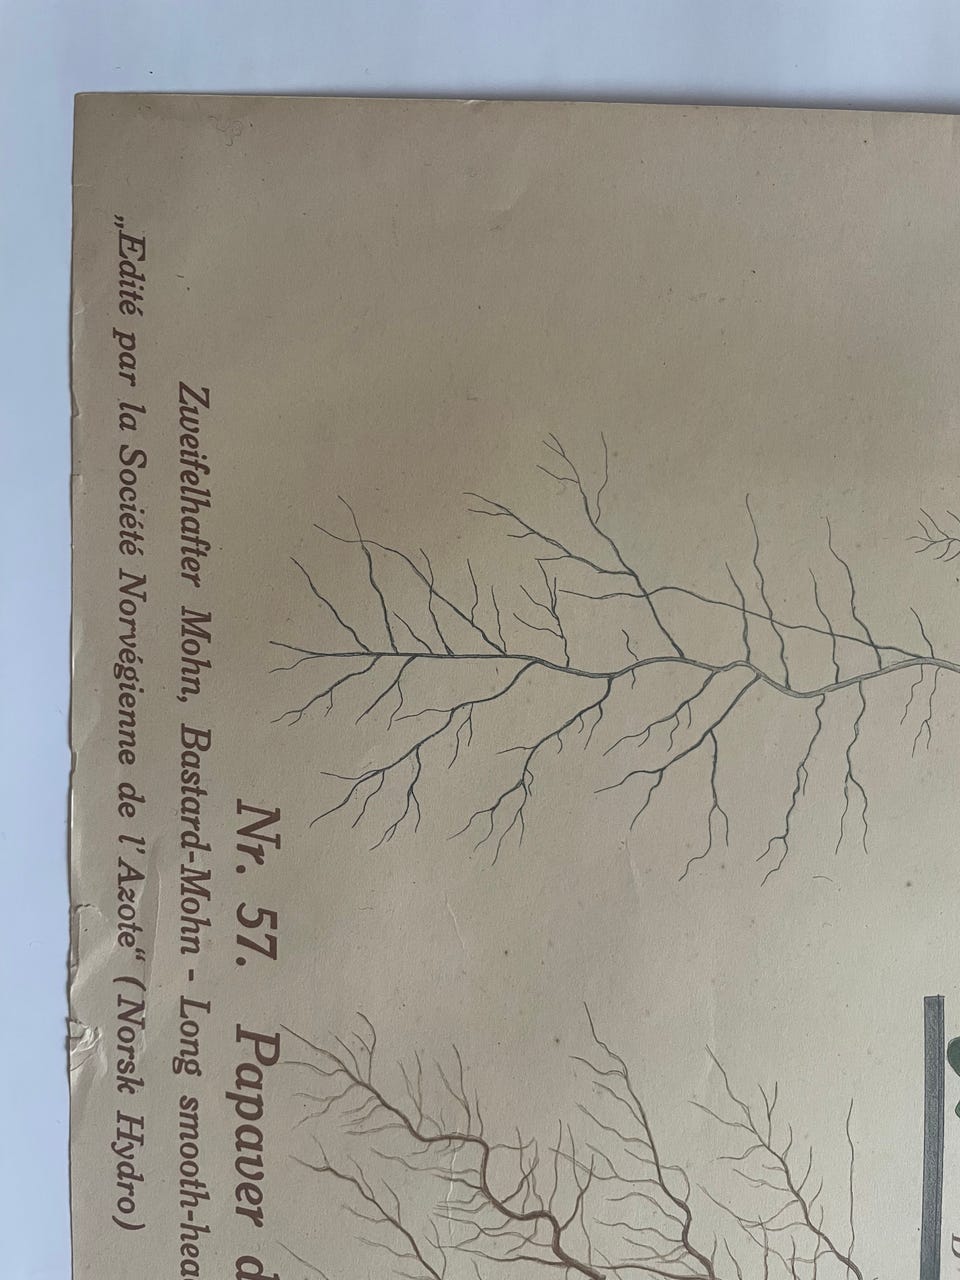 Nr. 57. Papaver d
Zweifelhafter Mohn, Bastard-Mohn - Long smooth-hea
„Edité par la Société Norvégienne de l'Azote“ (Norsk Hydro)